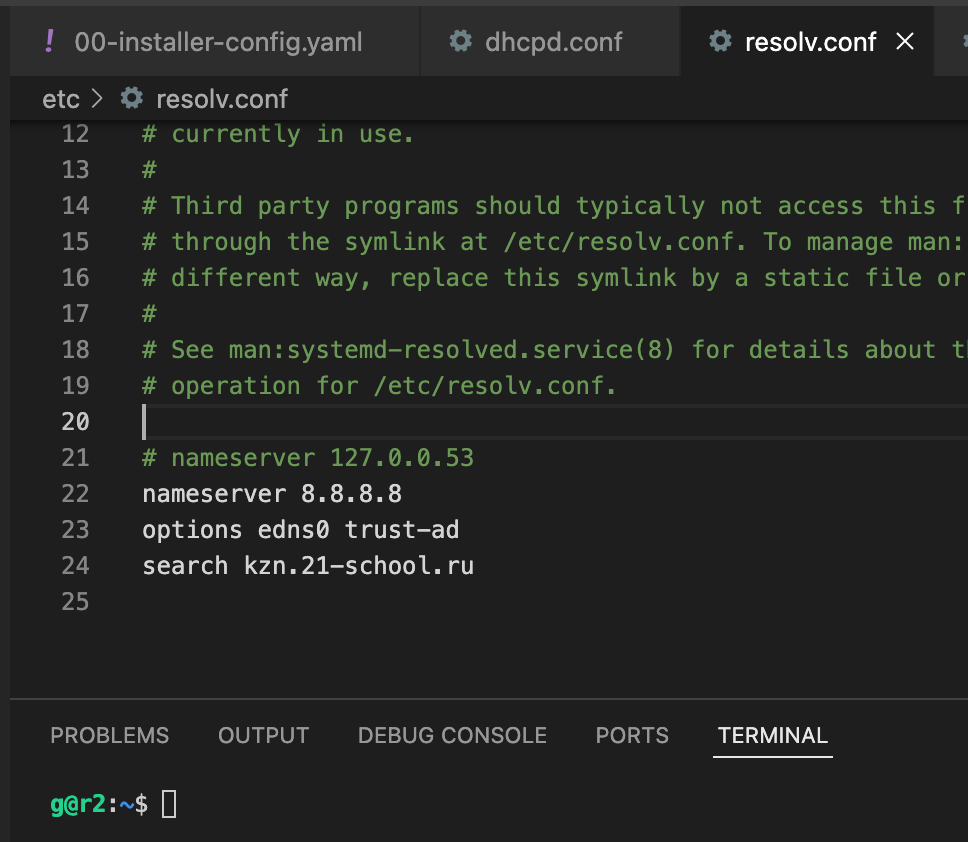 ! 00-installer-config.yaml dhcpd.conf resolv.conf
etc > resolv.conf
12 # currently in use.
13 #
14 # Third party programs should typically not access this f
15 # through the symlink at /etc/resolv.conf. To manage man:
16 # different way, replace this symlink by a static file or
17 #
18 # See man:systemd-resolved.service(8) for details about th
19 # operation for /etc/resolv.conf.
20
21 # nameserver 127.0.0.53
22 nameserver 8.8.8.8
23 options edns0 trust-ad
24 search kzn.21-school.ru
25
PROBLEMS OUTPUT DEBUG CONSOLE PORTS TERMINAL
g@r2:~$